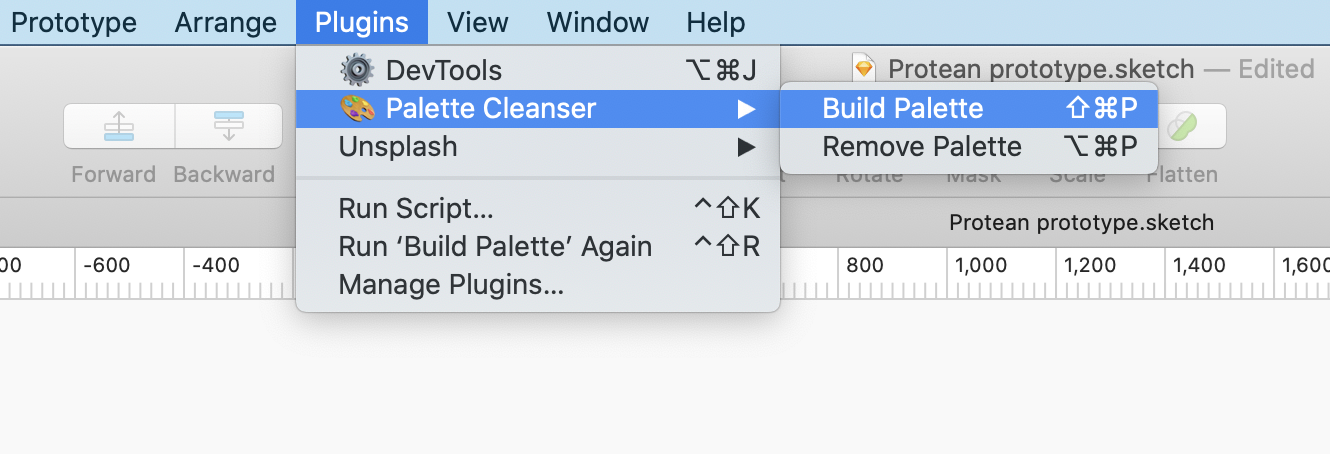 Prototype Arrange Plugins View Window Help
DevTools ⌥⌘J
Protean prototype.sketch — Edited
Palette Cleanser ▶
Build Palette ⇧⌘P
Unsplash ▶
Remove Palette ⌥⌘P
Forward Backward Rotate Mask Scale Flatten
Run Script... ^⇧K
Protean prototype.sketch
Run ‘Build Palette’ Again ^⇧R
-600 -400 800 1,000 1,200 1,400 1,600
Manage Plugins...